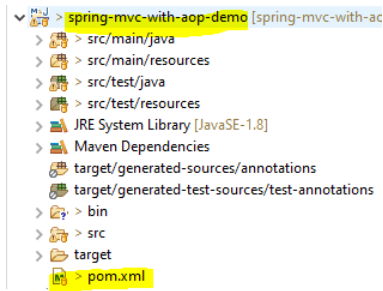 > spring-mvc-with-aop-demo [spring-mvc-with-ao
> src/main/java
> src/main/resources
> src/test/java
> src/test/resources
JRE System Library [JavaSE-1.8]
Maven Dependencies
target/generated-sources/annotations
target/generated-test-sources/test-annotations
> bin
> src
target
> pom.xml